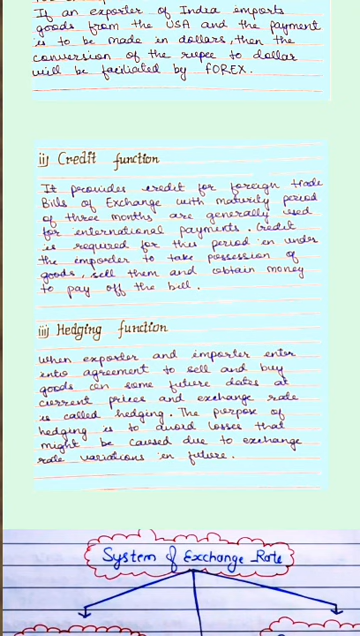 If an exporter of India imports
goods from the USA and the payment
is to be made in dollars, then the
conversion of the rupee to dollar
will be faciliated by FOREX.
ii) Credit function
It provides credit for foreign trade
Bills of Exchange with maturity period
of three months are generally used
for international payments. Credit
is required for this period in order
the importer to take possession of
goods, sell them and obtain money
to pay off the bill.
iii) Hedging function
When exporter and importer enter
into agreement to sell and buy
goods on some future dates at
current prices and exchange rate
is called hedging. The purpose of
hedging is to avoid losses that
might be caused due to exchange
rate variations in future.
System of Exchange Rate